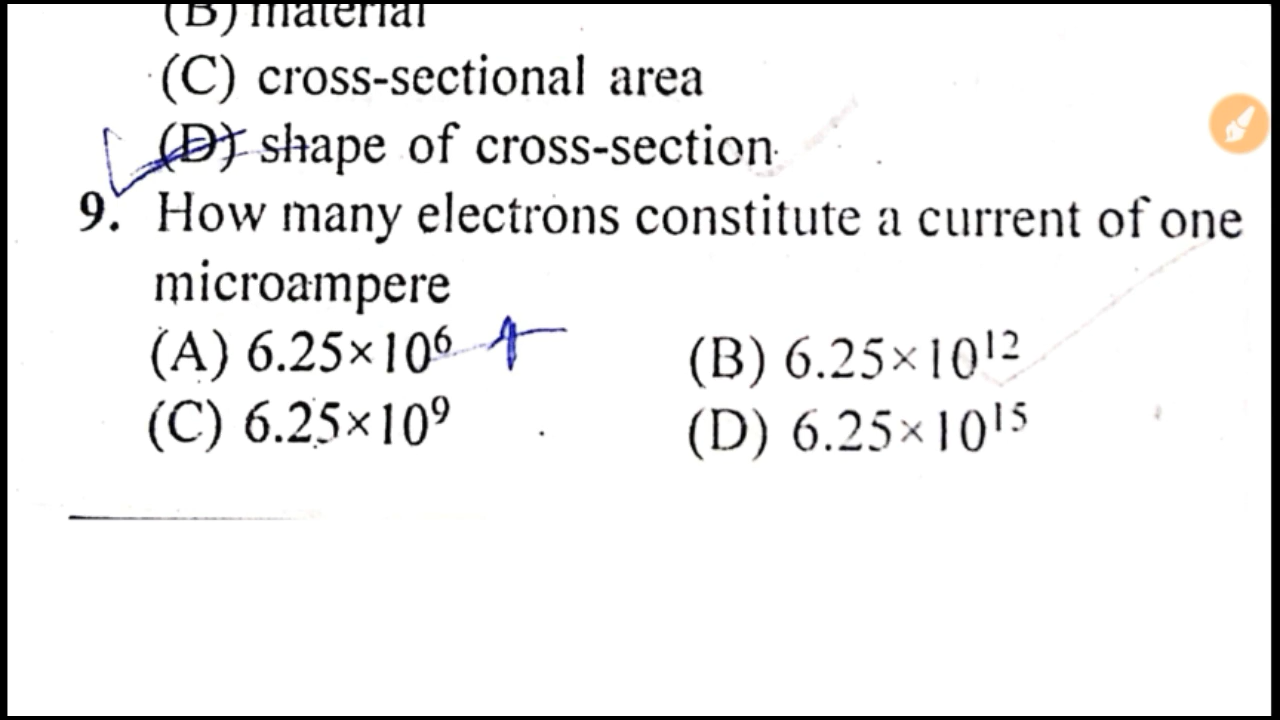 (B) material
(C) cross-sectional area
(D) shape of cross-section
9. How many electrons constitute a current of one
microampere
(A) 6.25×10⁶ (B) 6.25×10¹²
(C) 6.25×10⁹ (D) 6.25×10¹⁵